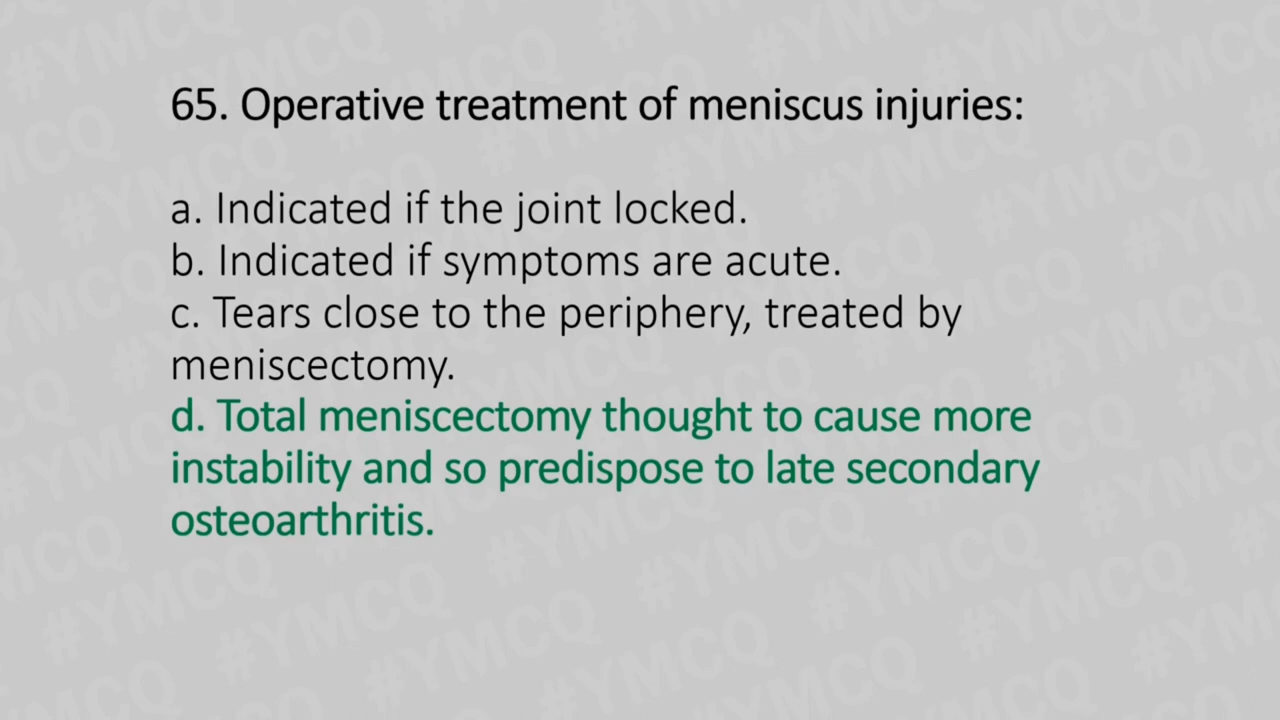 65. Operative treatment of meniscus injuries:
a. Indicated if the joint locked.
b. Indicated if symptoms are acute.
c. Tears close to the periphery, treated by
meniscectomy.
d. Total meniscectomy thought to cause more
instability and so predispose to late secondary
osteoarthritis.
#YMCQ